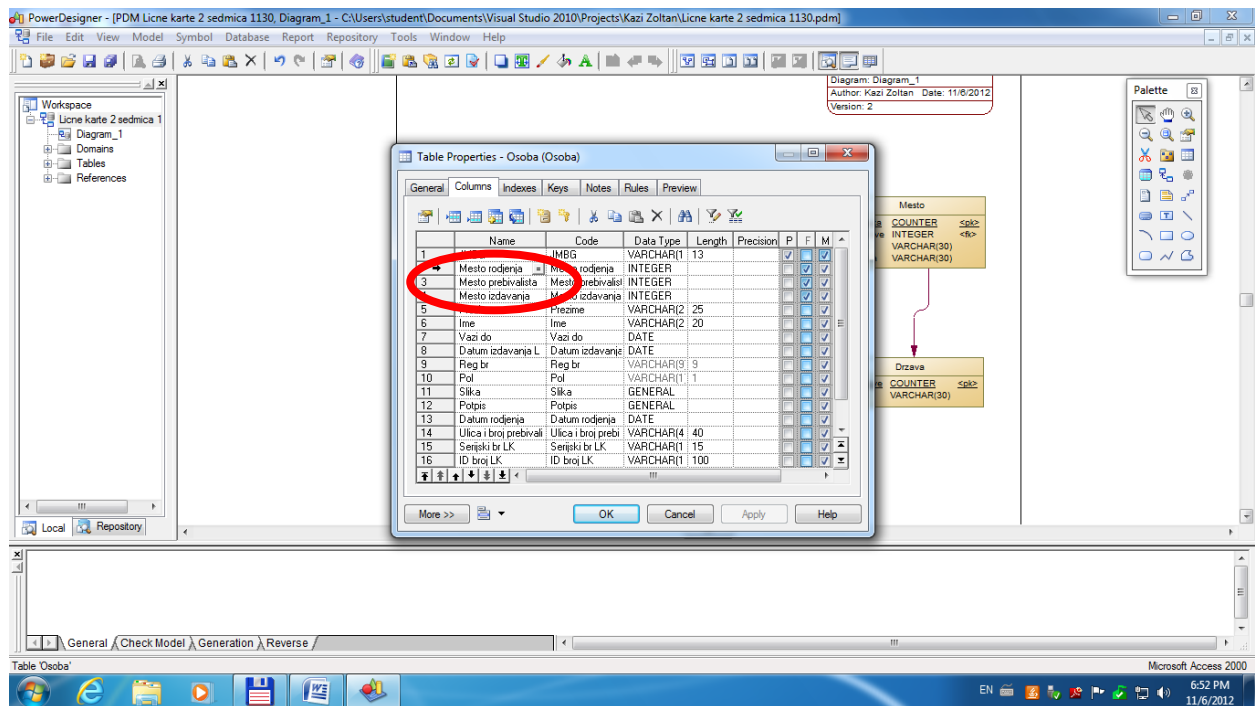 PowerDesigner - [PDM Licne karte 2 sedmica 1130, Diagram_1 - C:\Users\student\Documents\Visual Studio 2010\Projects\Kazi Zoltan\Licne karte 2 sedmica 1130.pdm]
File Edit View Model Symbol Database Report Repository Tools Window Help
Workspace
Licne karte 2 sedmica 1
Diagram_1
Domains
Tables
References
Local Repository
Diagram: Diagram_1
Author: Kazi Zoltan Date: 11/6/2012
Version: 2
Palette
Mesto
COUNTER <pk>
INTEGER <fk>
VARCHAR(30)
VARCHAR(30)
Drzava
COUNTER <pk>
VARCHAR(30)
Table Properties - Osoba (Osoba)
General Columns Indexes Keys Notes Rules Preview
Name Code Data Type Length Precision P F M
1 JMBG VARCHAR(1 13
Mesto rodjenja Mesto rodjenja INTEGER
3 Mesto prebivalista Mesto prebivalist INTEGER
Mesto izdavanja Mesto izdavanja INTEGER
5 Prezime VARCHAR(2 25
6 Ime Ime VARCHAR(2 20
7 Vazi do Vazi do DATE
8 Datum izdavanja L Datum izdavanja DATE
9 Reg br Reg br VARCHAR(9) 9
10 Pol Pol VARCHAR(1) 1
11 Slika Slika GENERAL
12 Potpis Potpis GENERAL
13 Datum rodjenja Datum rodjenja DATE
14 Ulica i broj prebivali Ulica i broj prebi VARCHAR(4 40
15 Serijski br LK Serijski br LK VARCHAR(1 15
16 ID broj LK ID broj LK VARCHAR(1 100
More >> OK Cancel Apply Help
General Check Model Generation Reverse
Table 'Osoba' Microsoft Access 2000
EN 6:52 PM
11/6/2012